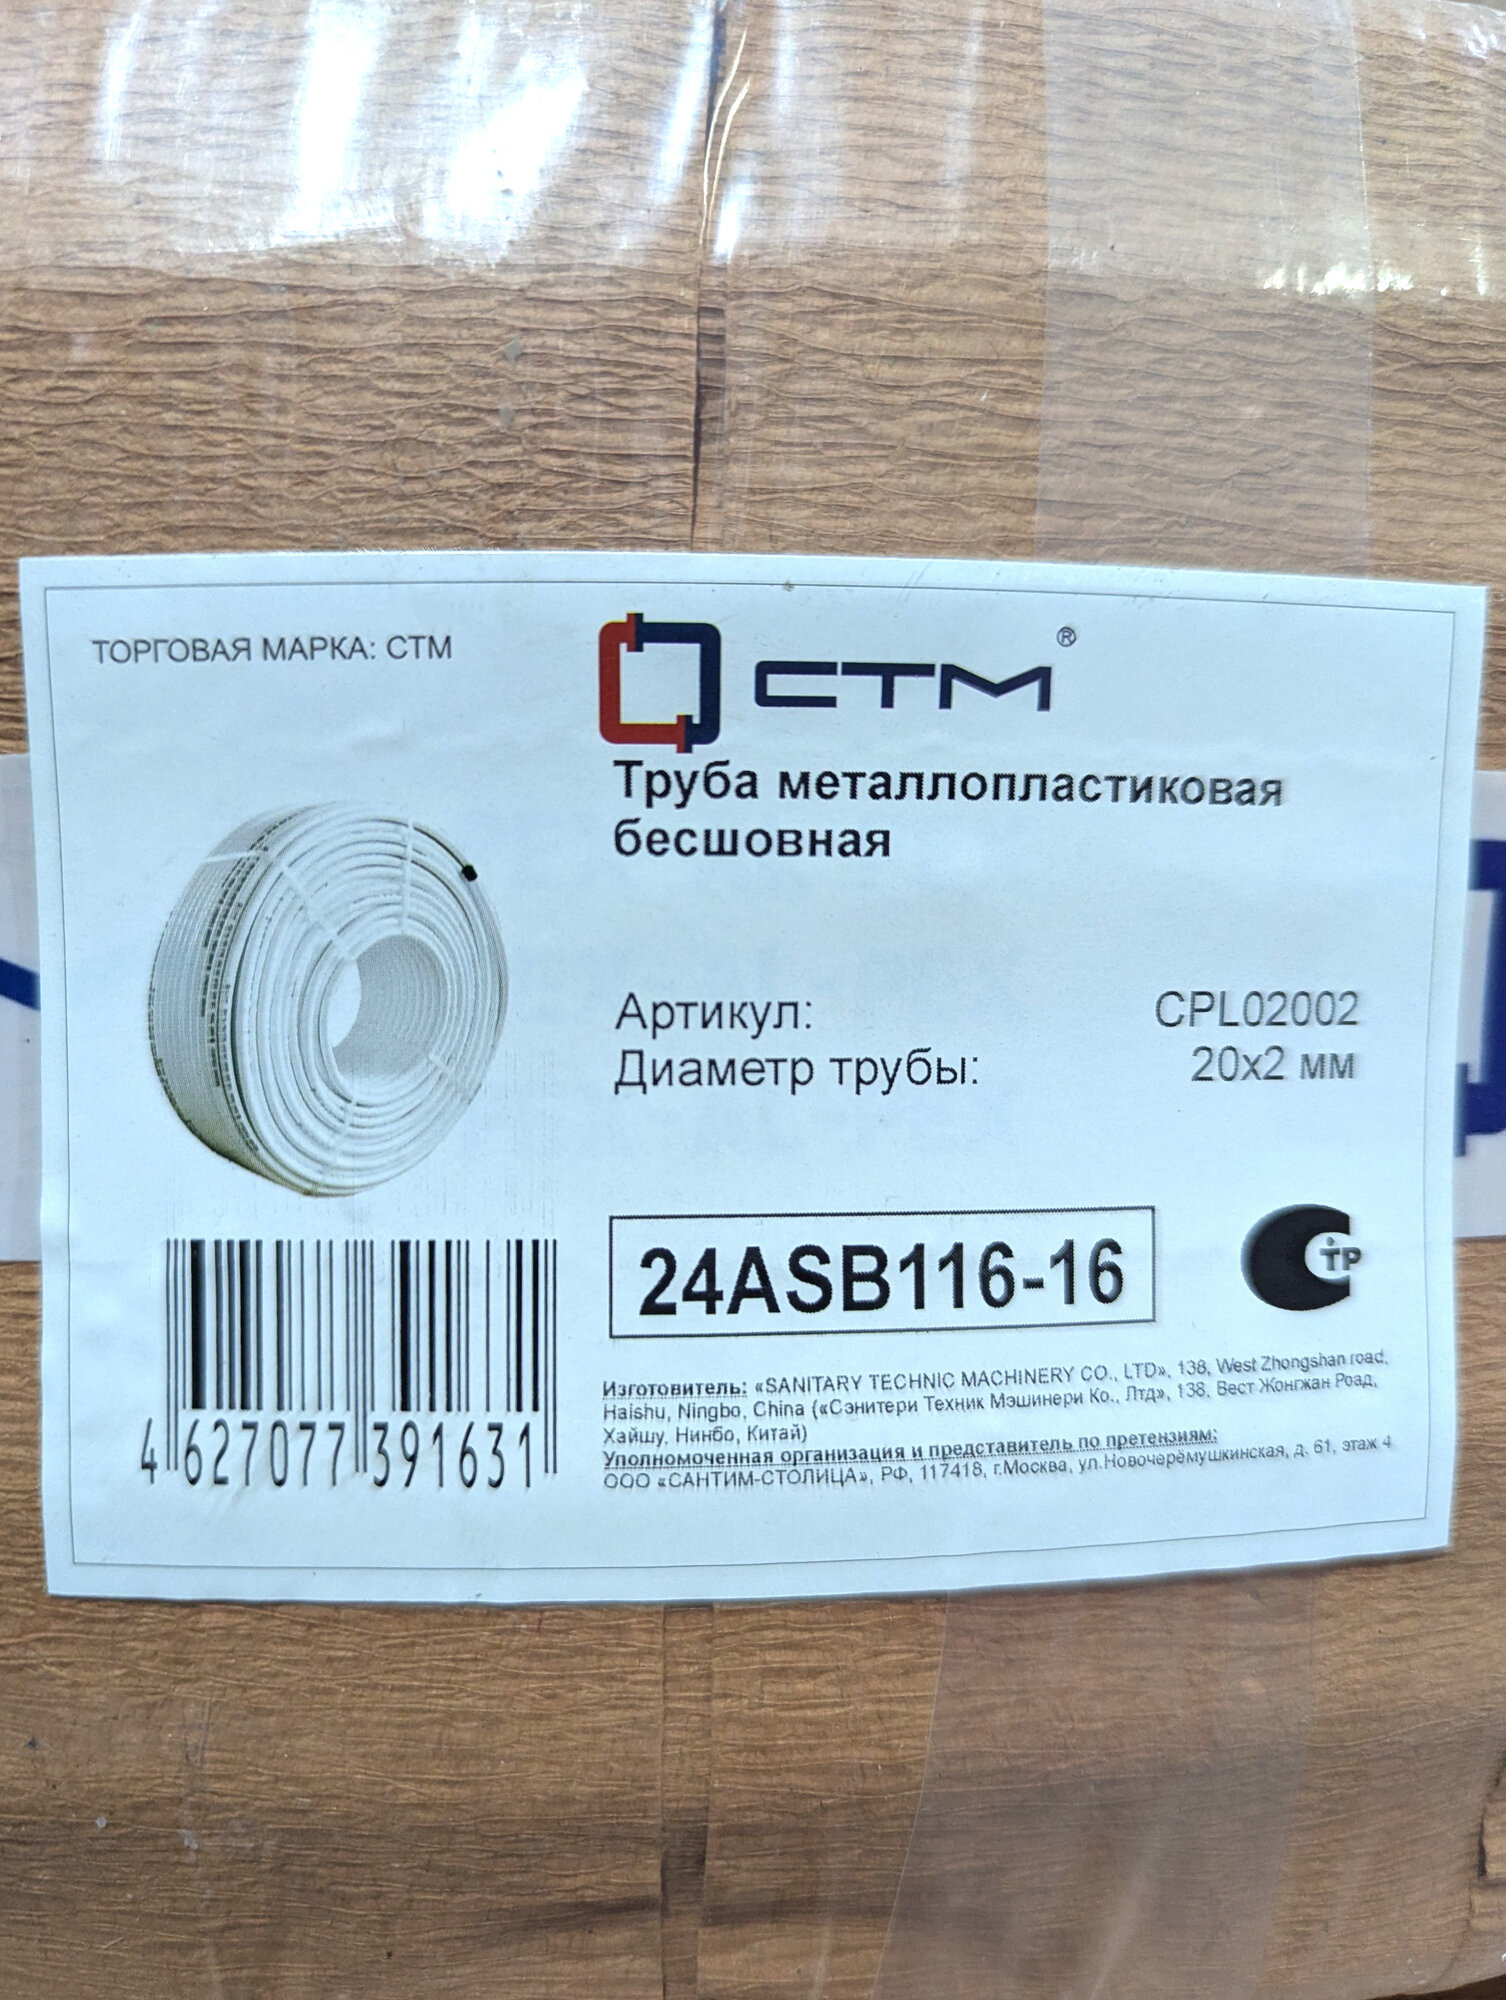 ТОРГОВАЯ МАРКА: СТМ
СТМ®
Труба металлопластиковая
бесшовная
Артикул: CPL02002
Диаметр трубы: 20x2 мм
24ASB116-16
ТР
4 627077 391631
Изготовитель: «SANITARY TECHNIC MACHINERY CO., LTD», 138, West Zhongshan road,
Haishu, Ningbo, China («Сэнитери Техник Мэшинери Ко., Лтд», 138, Вест Жонгжан Роад,
Хайшу, Нинбо, Китай)
Уполномоченная организация и представитель по претензиям:
ООО «САНТИМ-СТОЛИЦА», РФ, 117418, г.Москва, ул.Новочерёмушкинская, д. 61, этаж 4